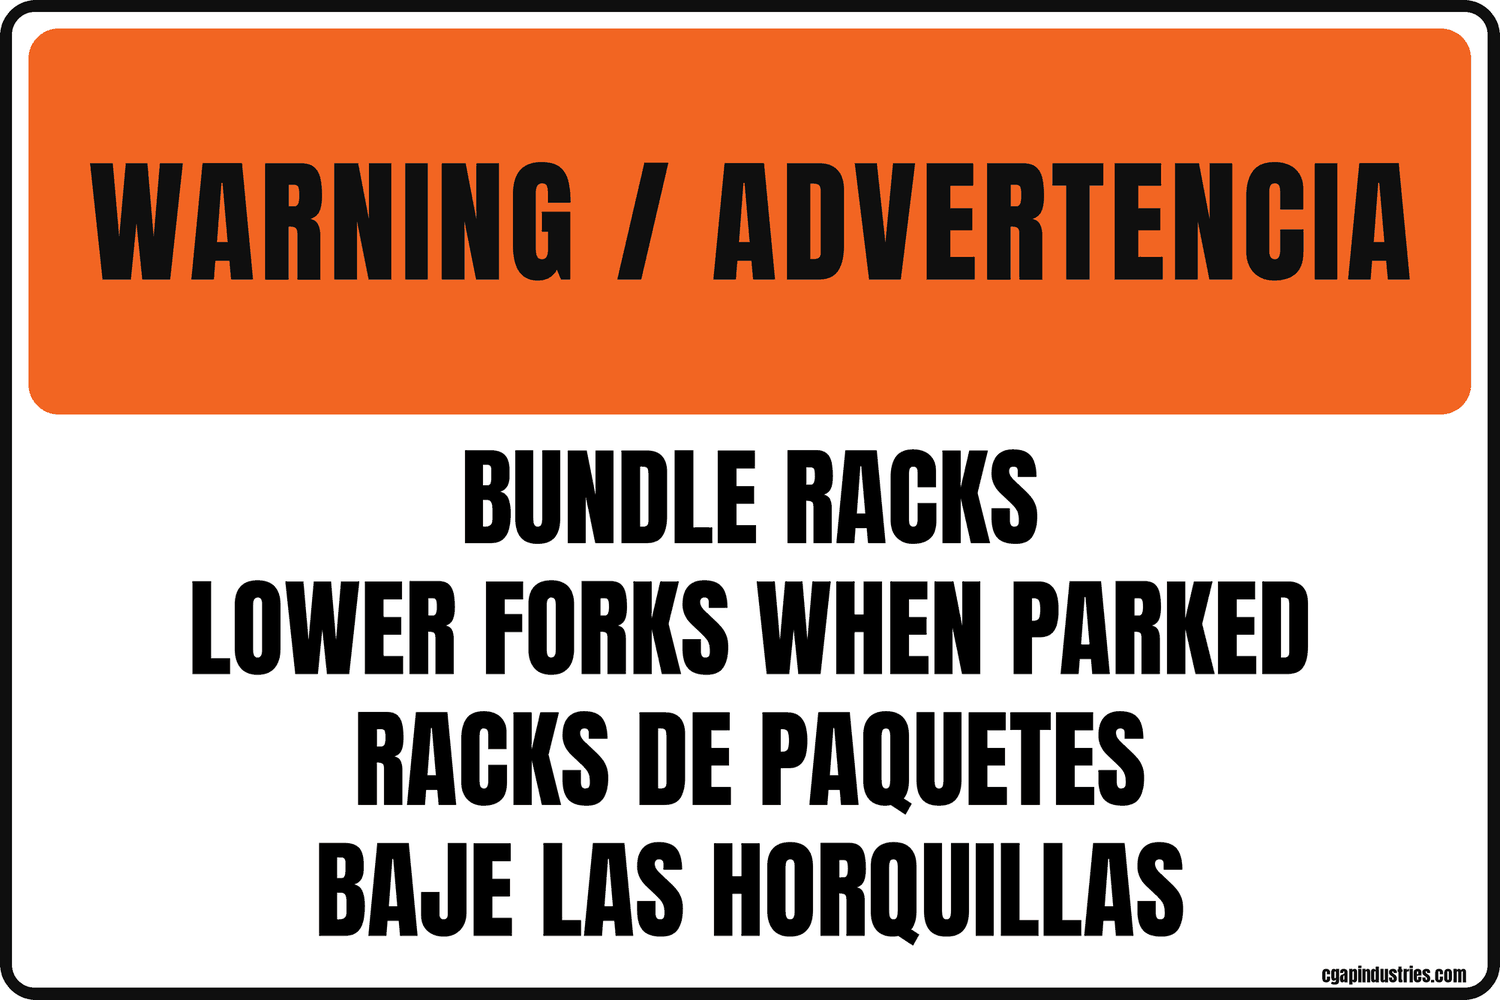 WARNING / ADVERTENCIA
BUNDLE RACKS
LOWER FORKS WHEN PARKED
RACKS DE PAQUETES
BAJE LAS HORQUILLAS
cgapindustries.com